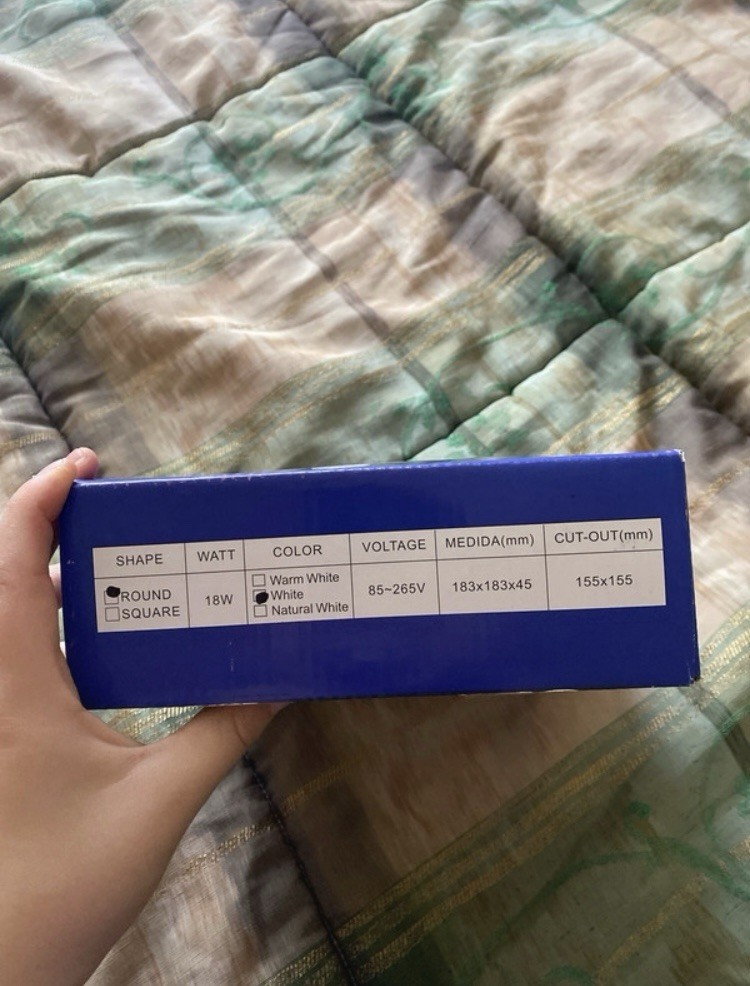 SHAPE WATT COLOR VOLTAGE MEDIDA(mm) CUT-OUT(mm)
ROUND
SQUARE
18W
Warm White
White
Natural White
85~265V
183x183x45
155x155